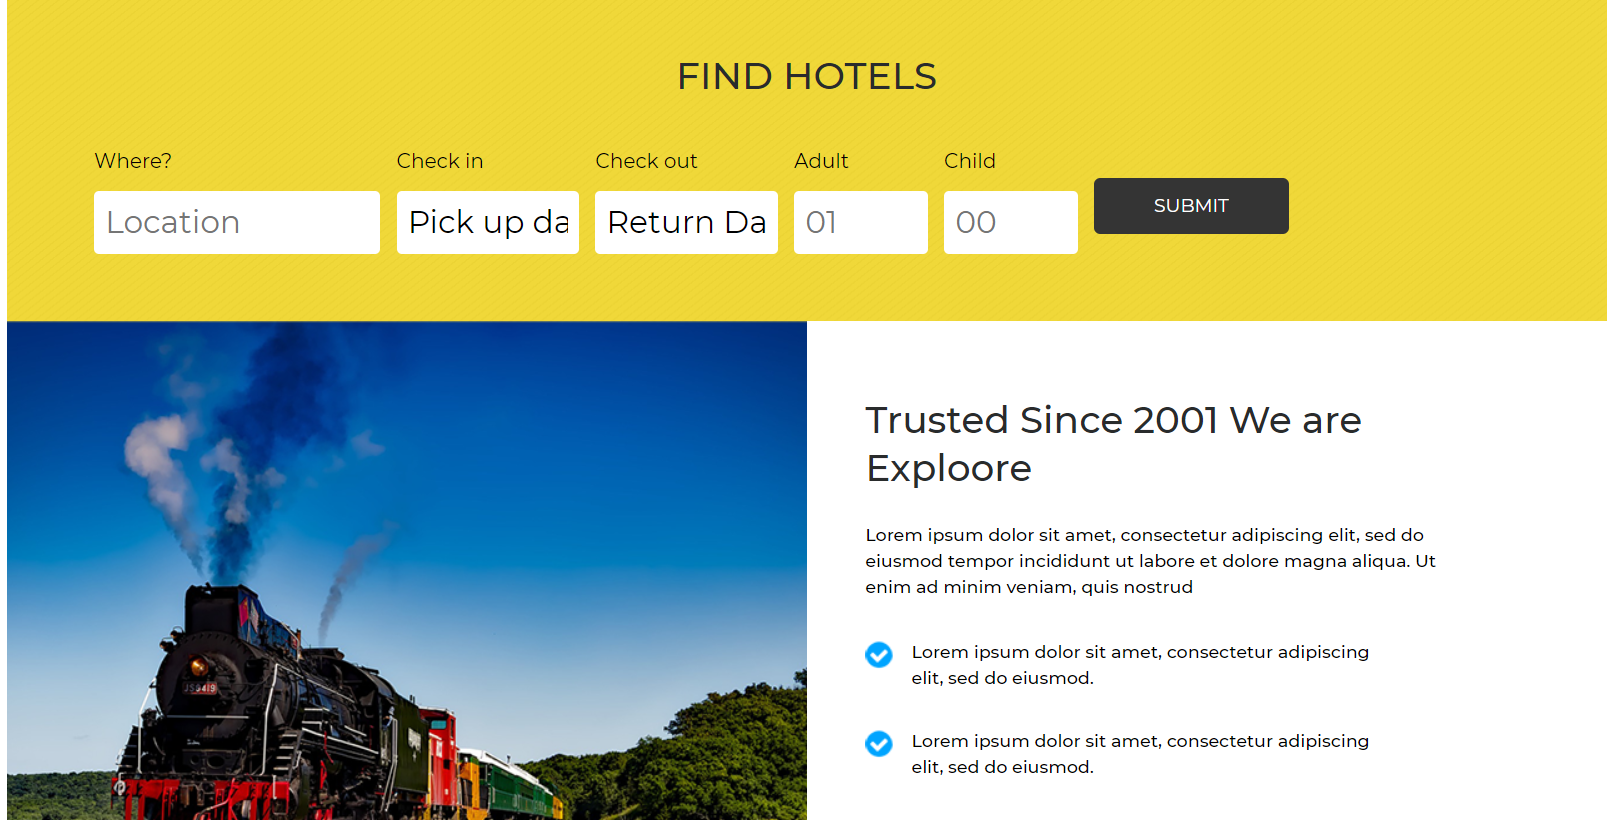 FIND HOTELS
Where? Check in Check out Adult Child
Location Pick up da Return Da 01 00 SUBMIT
Trusted Since 2001 We are
Exploore
Lorem ipsum dolor sit amet, consectetur adipiscing elit, sed do
eiusmod tempor incididunt ut labore et dolore magna aliqua. Ut
enim ad minim veniam, quis nostrud
Lorem ipsum dolor sit amet, consectetur adipiscing
elit, sed do eiusmod.
Lorem ipsum dolor sit amet, consectetur adipiscing
elit, sed do eiusmod.